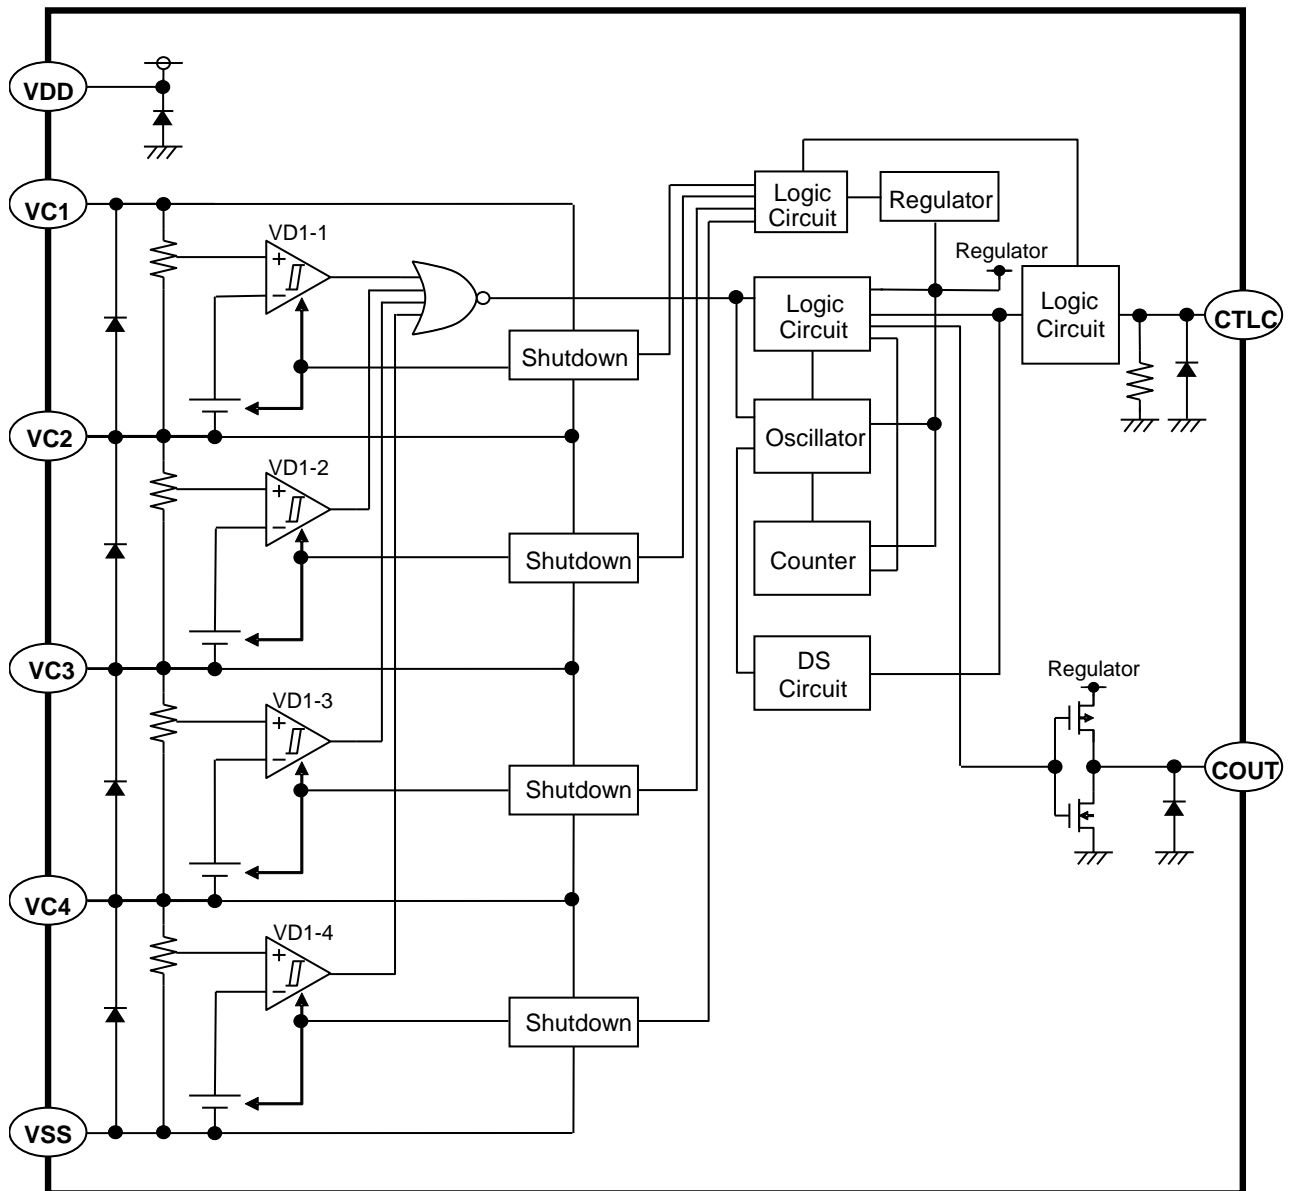 VDD
VC1
VD1-1
Logic
Circuit
Regulator
Regulator
Logic
Circuit
Logic
Circuit
CTLC
Shutdown
VC2
VD1-2
Oscillator
Shutdown
Counter
VC3
VD1-3
DS
Circuit
Regulator
Shutdown
COUT
VC4
VD1-4
Shutdown
VSS